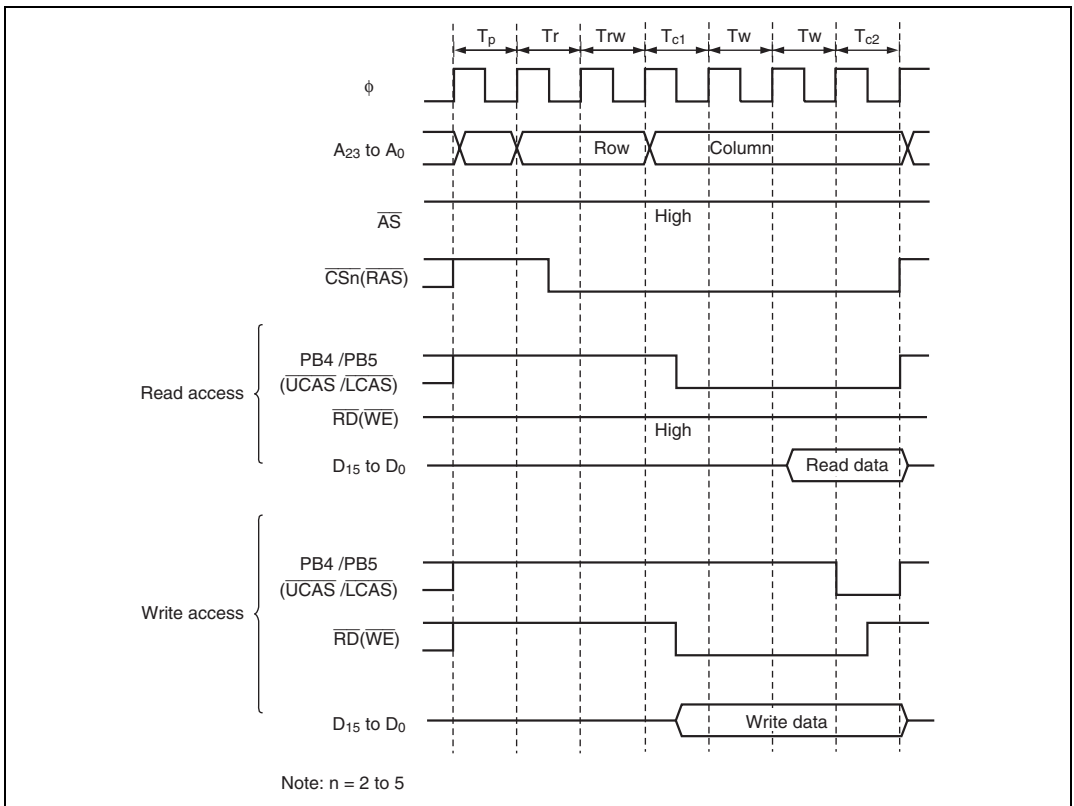 Tp Tr Trw Tc1 Tw Tw Tc2
ϕ
A23 to A0 Row Column
AS High
CSn(RAS)
Read access
PB4 /PB5
(UCAS /LCAS)
RD(WE) High
D15 to D0 Read data
Write access
PB4 /PB5
(UCAS /LCAS)
RD(WE)
D15 to D0 Write data
Note: n = 2 to 5